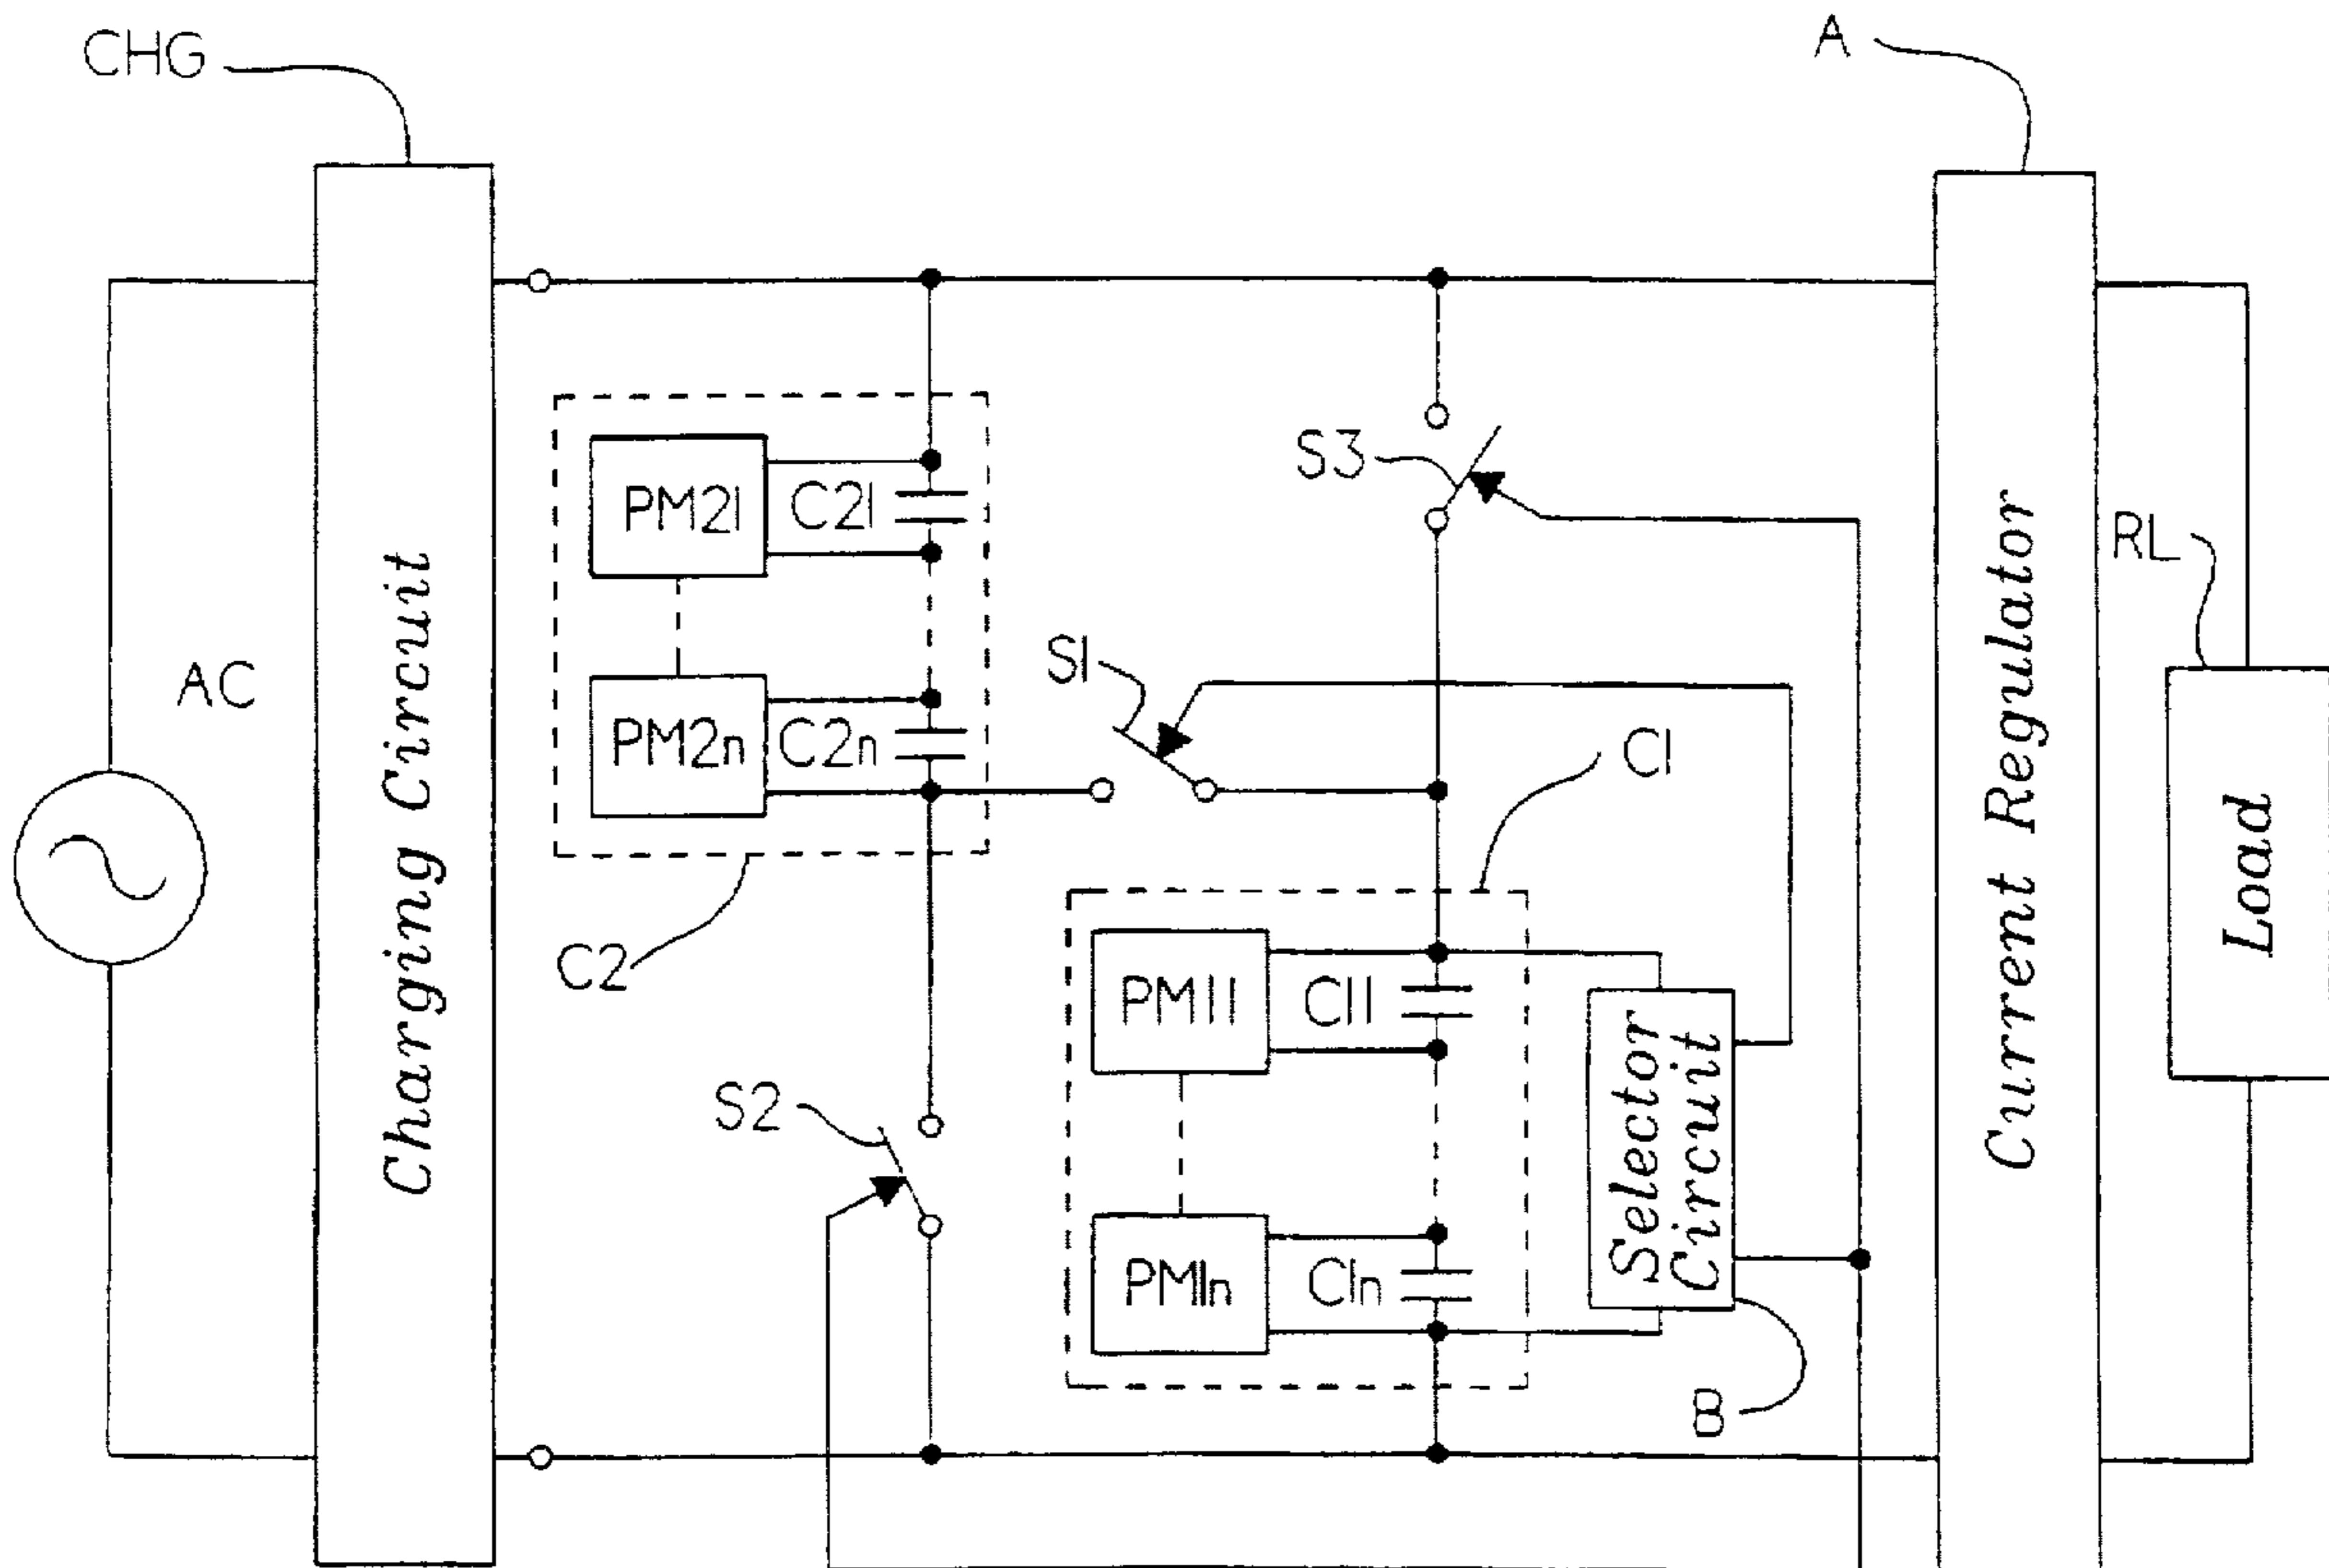 CHG
A
Charging Circuit
AC
PM21
C21
PM2n
C2n
C2
S3
S1
S2
C1
PM11
C11
PM1n
C1n
Selector
Circuit
B
Current Regulator
RL
Load